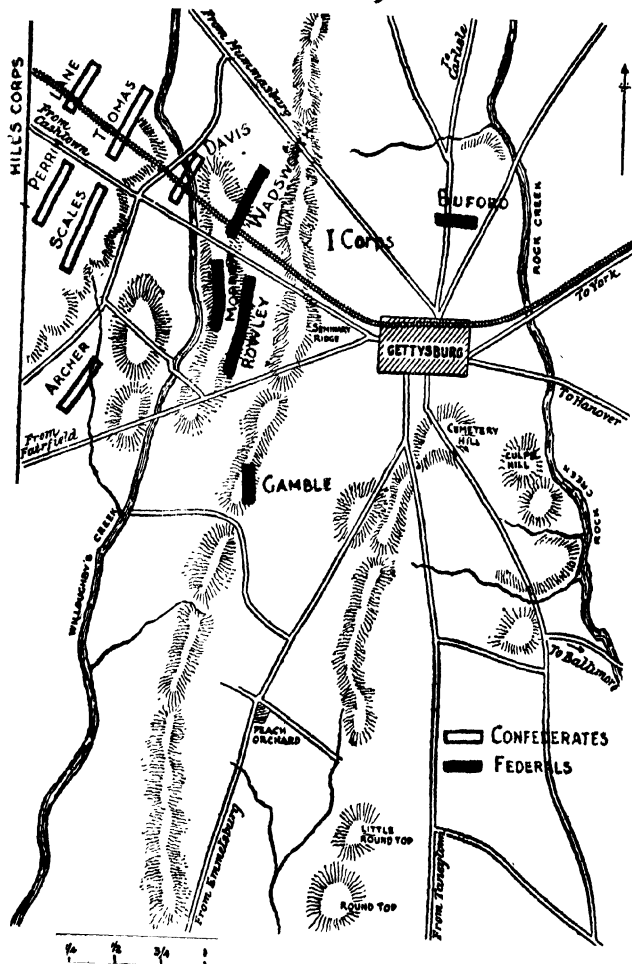 HILL'S CORPS
LANE
THOMAS
From Cashtown
PERRIN
SCALES
DAVIS
From Mummasburg
To Carlisle
WADSWORTH
I Corps
BUFORD
ROCK CREEK
To York
ROWLEY
SEMINARY RIDGE
GETTYSBURG
ARCHER
From Fairfield
To Hanover
CEMETERY HILL
CULPS HILL
GAMBLE
ROCK CREEK
WILLOUGHBY'S CREEK
To Baltimore
PEACH ORCHARD
CONFEDERATES
FEDERALS
LITTLE ROUND TOP
ROUND TOP
From Emmetsburg
From Taneytown
1/4 1/2 3/4 1